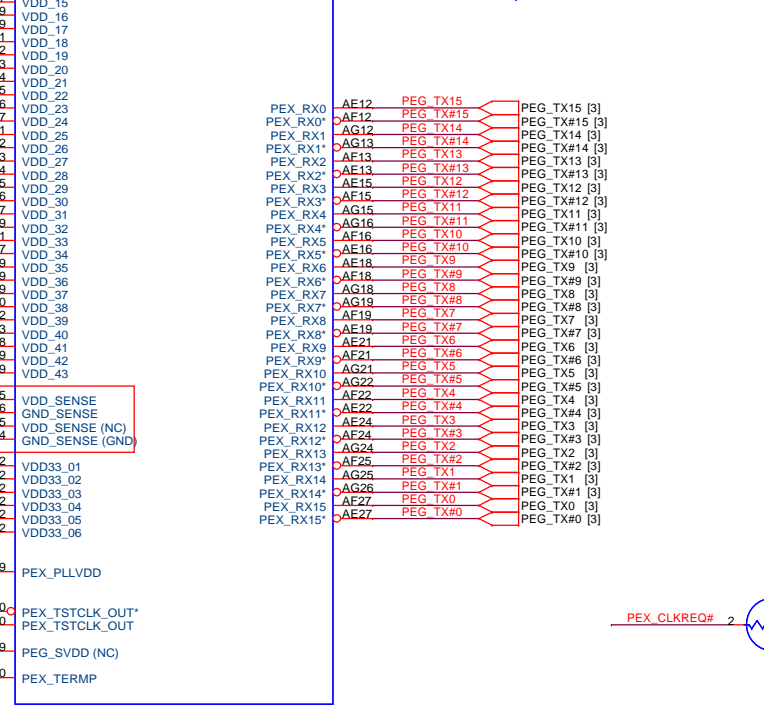 VDD_15
VDD_16
VDD_17
VDD_18
VDD_19
VDD_20
VDD_21
VDD_22
VDD_23
VDD_24
VDD_25
VDD_26
VDD_27
VDD_28
VDD_29
VDD_30
VDD_31
VDD_32
VDD_33
VDD_34
VDD_35
VDD_36
VDD_37
VDD_38
VDD_39
VDD_40
VDD_41
VDD_42
VDD_43
VDD_SENSE
GND_SENSE
VDD_SENSE (NC)
GND_SENSE (GND)
VDD33_01
VDD33_02
VDD33_03
VDD33_04
VDD33_05
VDD33_06
PEX_PLLVDD
PEX_TSTCLK_OUT*
PEX_TSTCLK_OUT
PEG_SVDD (NC)
PEX_TERMP
PEX_RX0 AE12 PEG_TX15 PEG_TX15 [3]
PEX_RX0* AF12 PEG_TX#15 PEG_TX#15 [3]
PEX_RX1 AG12 PEG_TX14 PEG_TX14 [3]
PEX_RX1* AG13 PEG_TX#14 PEG_TX#14 [3]
PEX_RX2 AF13 PEG_TX13 PEG_TX13 [3]
PEX_RX2* AE13 PEG_TX#13 PEG_TX#13 [3]
PEX_RX3 AE15 PEG_TX12 PEG_TX12 [3]
PEX_RX3* AF15 PEG_TX#12 PEG_TX#12 [3]
PEX_RX4 AG15 PEG_TX11 PEG_TX11 [3]
PEX_RX4* AG16 PEG_TX#11 PEG_TX#11 [3]
PEX_RX5 AF16 PEG_TX10 PEG_TX10 [3]
PEX_RX5* AE16 PEG_TX#10 PEG_TX#10 [3]
PEX_RX6 AE18 PEG_TX9 PEG_TX9 [3]
PEX_RX6* AF18 PEG_TX#9 PEG_TX#9 [3]
PEX_RX7 AG18 PEG_TX8 PEG_TX8 [3]
PEX_RX7* AG19 PEG_TX#8 PEG_TX#8 [3]
PEX_RX8 AF19 PEG_TX7 PEG_TX7 [3]
PEX_RX8* AE19 PEG_TX#7 PEG_TX#7 [3]
PEX_RX9 AE21 PEG_TX6 PEG_TX6 [3]
PEX_RX9* AF21 PEG_TX#6 PEG_TX#6 [3]
PEX_RX10 AG21 PEG_TX5 PEG_TX5 [3]
PEX_RX10* AG22 PEG_TX#5 PEG_TX#5 [3]
PEX_RX11 AF22 PEG_TX4 PEG_TX4 [3]
PEX_RX11* AE22 PEG_TX#4 PEG_TX#4 [3]
PEX_RX12 AE24 PEG_TX3 PEG_TX3 [3]
PEX_RX12* AF24 PEG_TX#3 PEG_TX#3 [3]
PEX_RX13 AG24 PEG_TX2 PEG_TX2 [3]
PEX_RX13* AF25 PEG_TX#2 PEG_TX#2 [3]
PEX_RX14 AG25 PEG_TX1 PEG_TX1 [3]
PEX_RX14* AG26 PEG_TX#1 PEG_TX#1 [3]
PEX_RX15 AF27 PEG_TX0 PEG_TX0 [3]
PEX_RX15* AE27 PEG_TX#0 PEG_TX#0 [3]
PEX_CLKREQ# 2